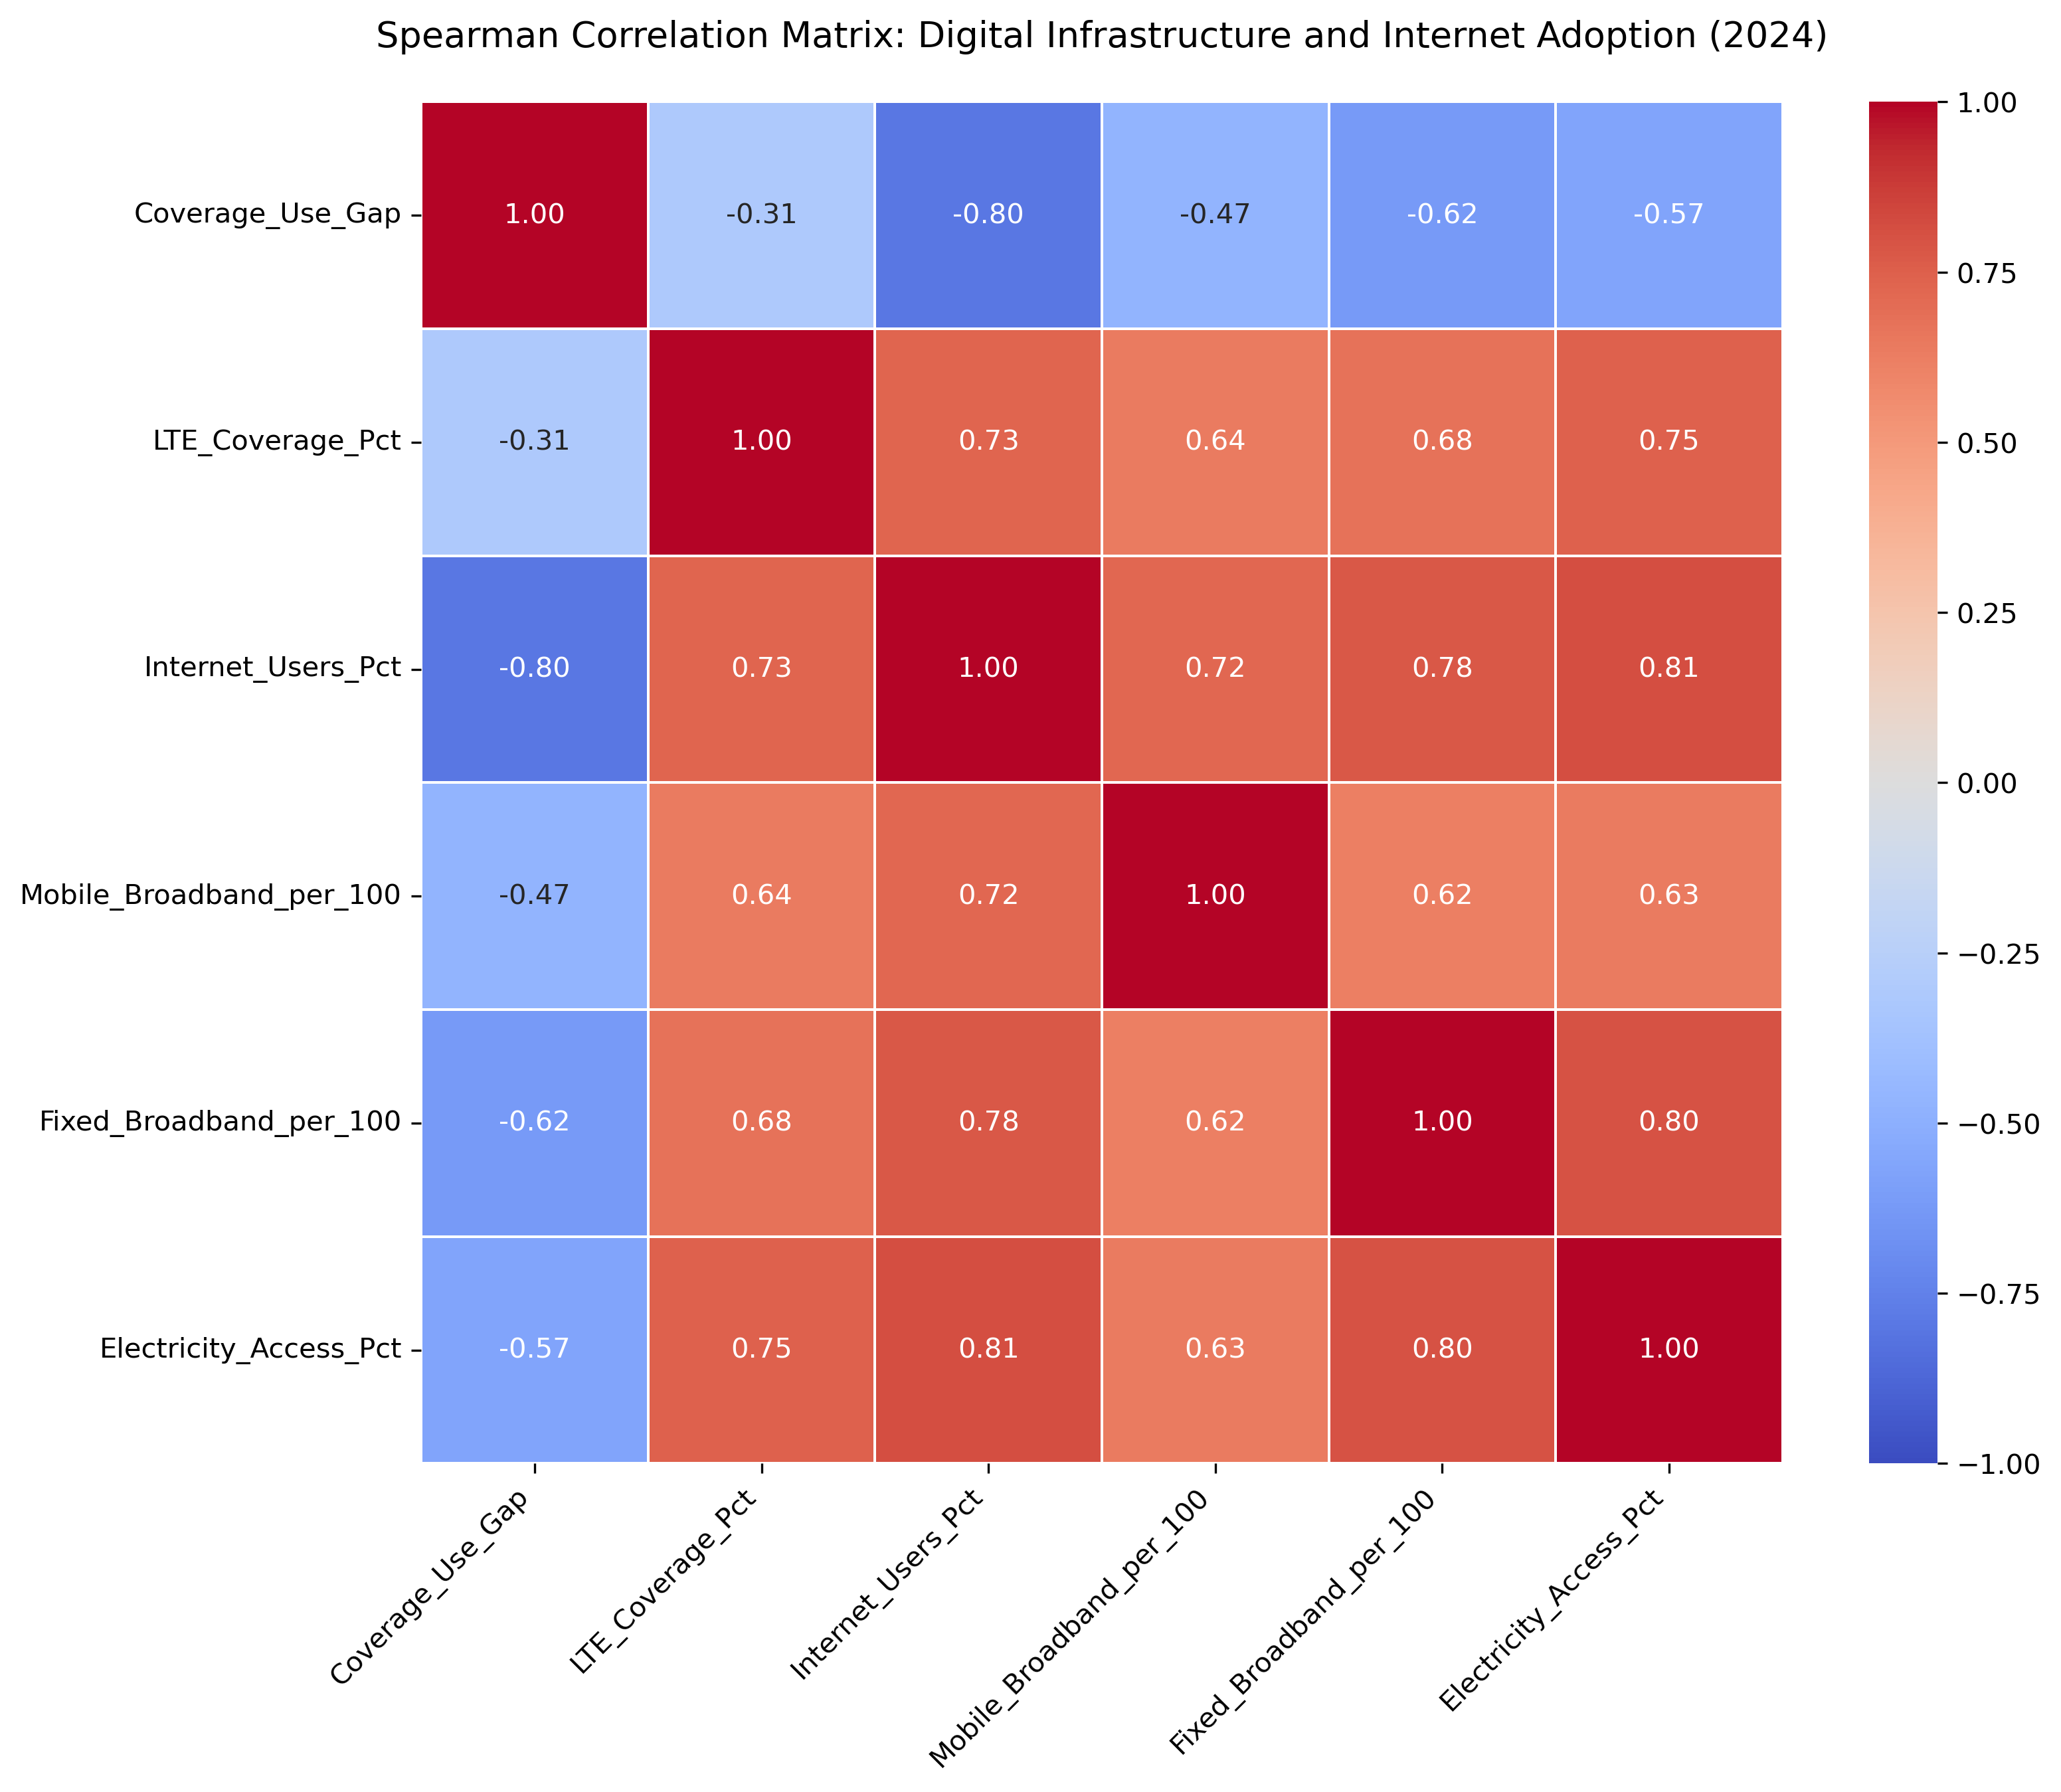 Spearman Correlation Matrix: Digital Infrastructure and Internet Adoption (2024)
Coverage_Use_Gap 1.00 -0.31 -0.80 -0.47 -0.62 -0.57
LTE_Coverage_Pct -0.31 1.00 0.73 0.64 0.68 0.75
Internet_Users_Pct -0.80 0.73 1.00 0.72 0.78 0.81
Mobile_Broadband_per_100 -0.47 0.64 0.72 1.00 0.62 0.63
Fixed_Broadband_per_100 -0.62 0.68 0.78 0.62 1.00 0.80
Electricity_Access_Pct -0.57 0.75 0.81 0.63 0.80 1.00
Coverage_Use_Gap
LTE_Coverage_Pct
Internet_Users_Pct
Mobile_Broadband_per_100
Fixed_Broadband_per_100
Electricity_Access_Pct
1.00
0.75
0.50
0.25
0.00
−0.25
−0.50
−0.75
−1.00